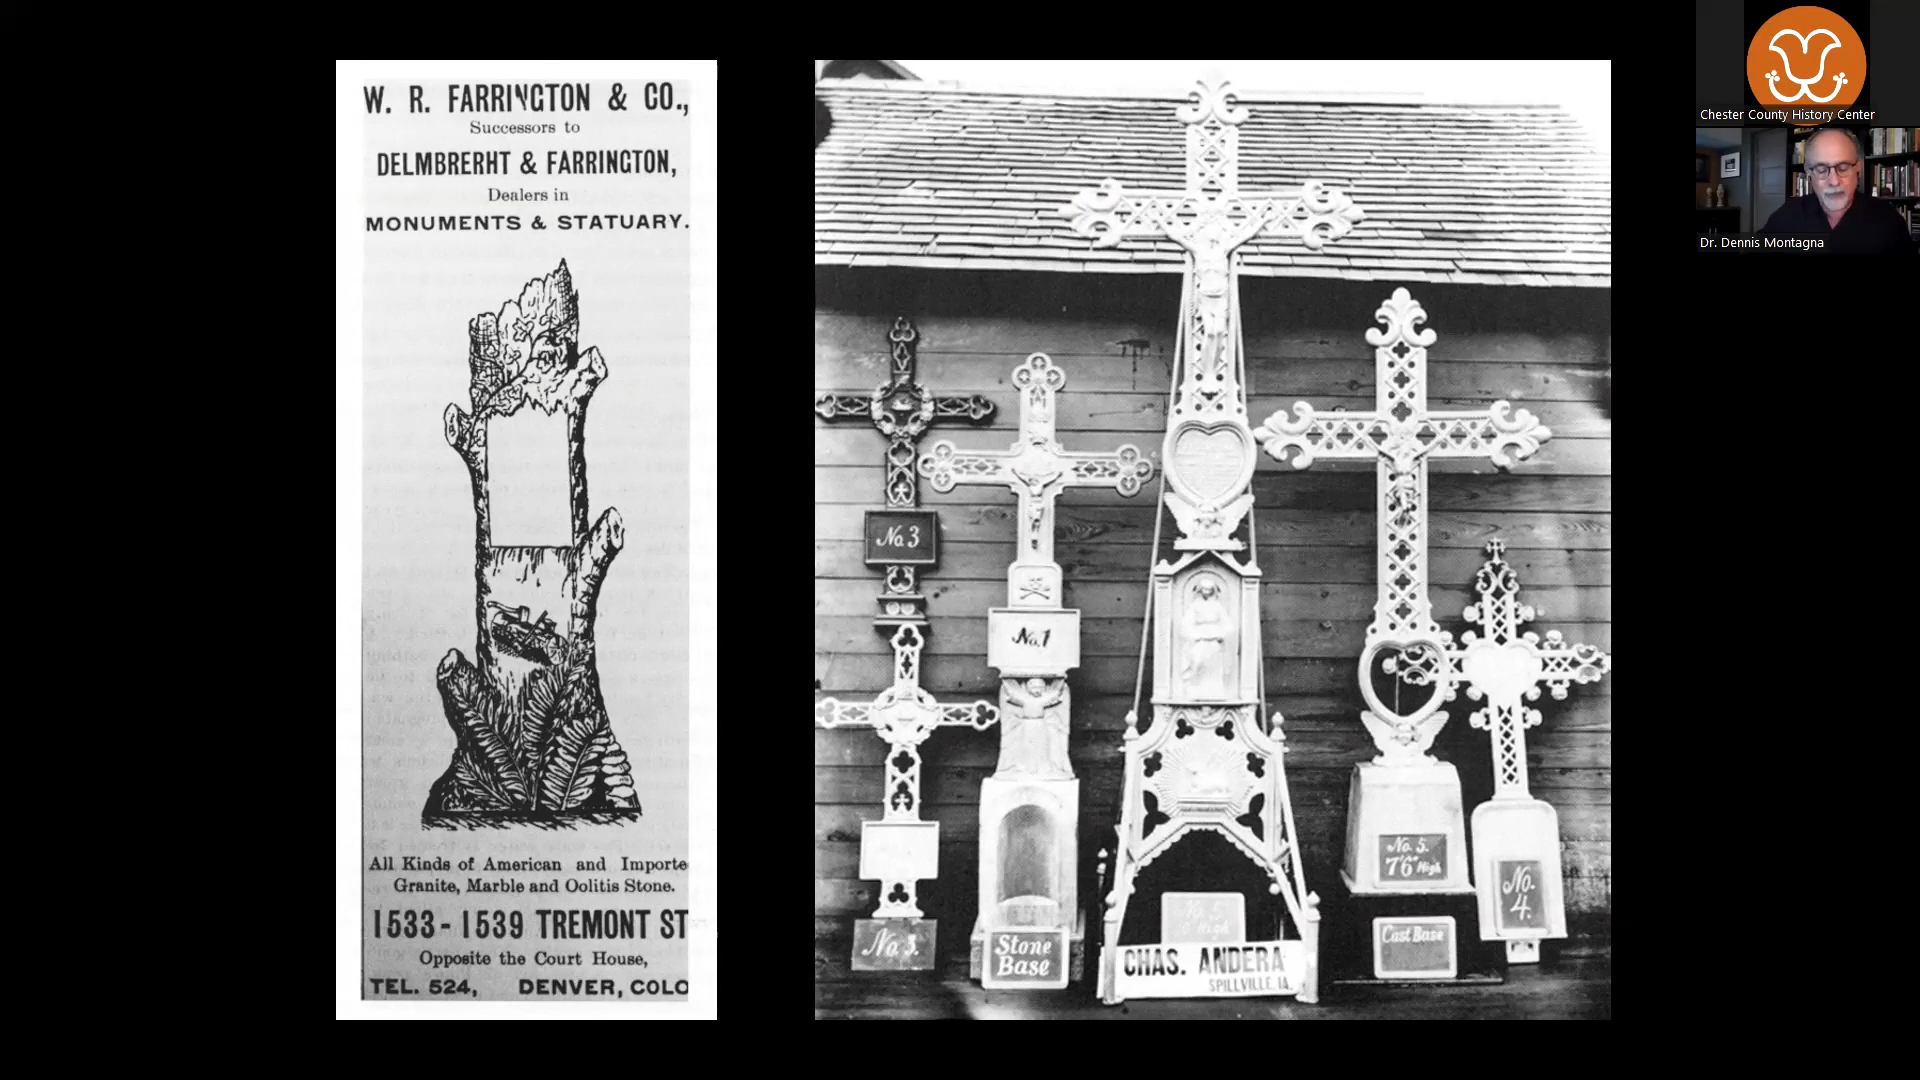 W. R. FARRINGTON & CO.,
Successors to
DELMBRERHT & FARRINGTON,
Dealers in
MONUMENTS & STATUARY.
All Kinds of American and Importe
Granite, Marble and Oolitis Stone.
1533 - 1539 TREMONT ST
Opposite the Court House,
TEL. 524, DENVER, COLO
No 3
No. 1
No. 3.
Stone
Base
CHAS. ANDERA
SPILLVILLE, IA.
No. 5.
7'6" High
Cast Base
No.
4.
High
Chester County History Center
Dr. Dennis Montagna